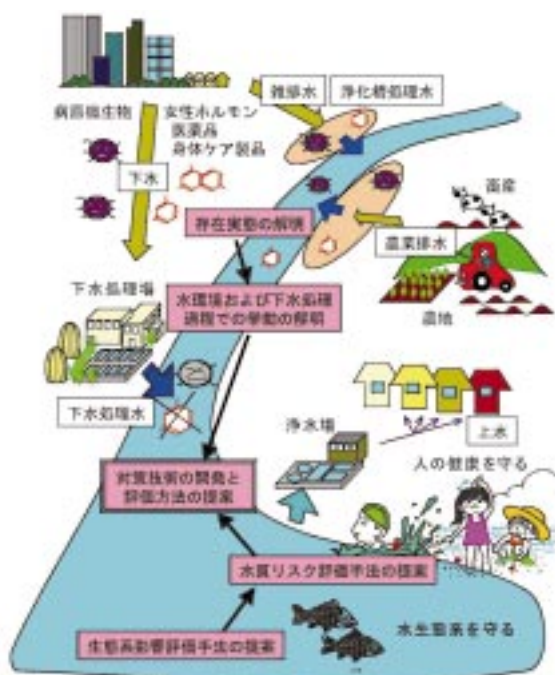 病原微生物
女性ホルモン
医薬品
身体ケア製品
雑排水
浄化槽処理水
下水
畜産
存在実態の解明
農業排水
下水処理場
水環境および下水処理
過程での挙動の解明
農地
下水処理水
浄水場
上水
対策技術の開発と
評価方法の提案
人の健康を守る
水質リスク評価手法の提案
生態系影響評価手法の提案
水生態系を守る